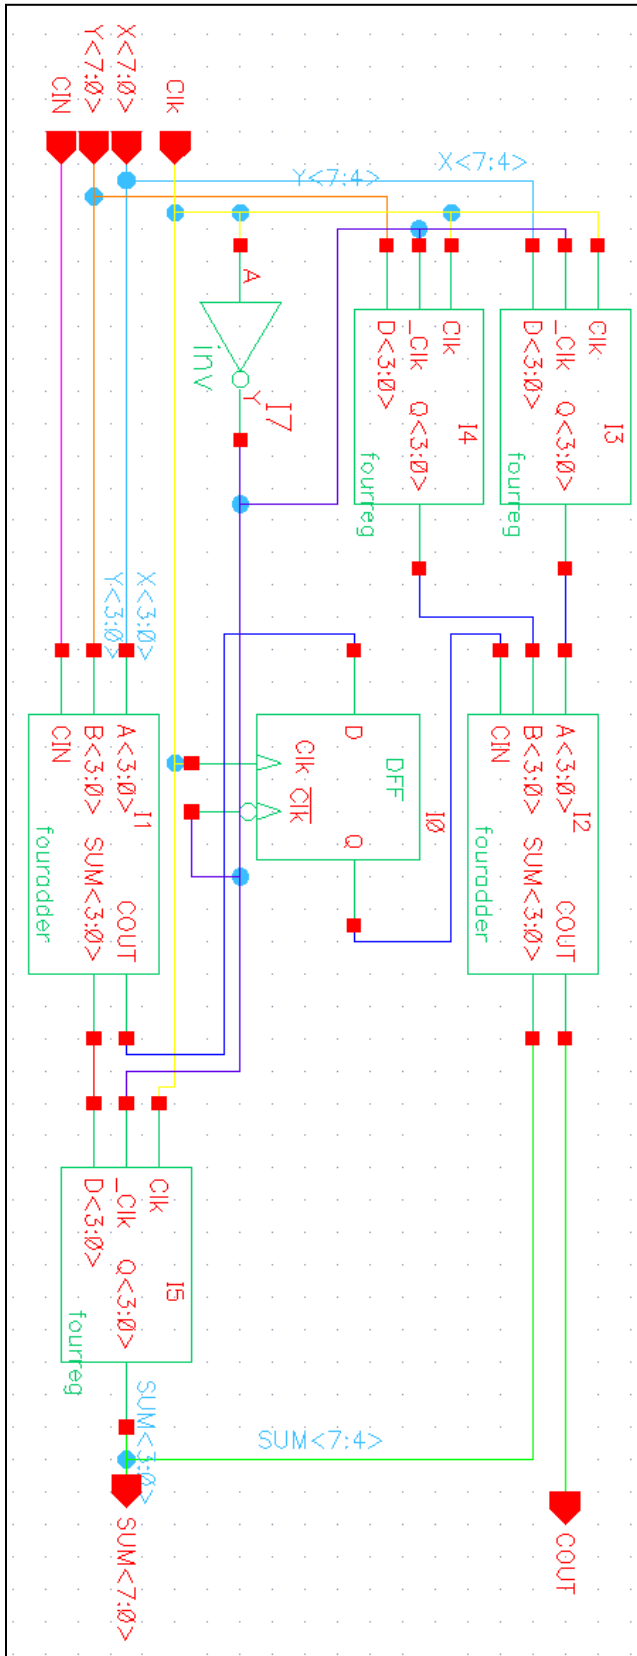 CIN
Y<7:0>
X<7:0>
Clk
Y<7:4>
X<7:4>
A
inv
Y
I7
D<3:0>
_Clk
Clk
Q<3:0>
I4
fourreg
D<3:0>
_Clk
Clk
Q<3:0>
I3
fourreg
Y<3:0>
X<3:0>
CIN
B<3:0>
A<3:0>
SUM<3:0>
COUT
I1
fouradder
D
Clk
Clk
DFF
Q
I0
CIN
B<3:0>
A<3:0>
SUM<3:0>
COUT
I2
fouradder
D<3:0>
_Clk
Clk
Q<3:0>
I5
fourreg
SUM<3:0>
SUM<7:4>
SUM<7:0>
COUT